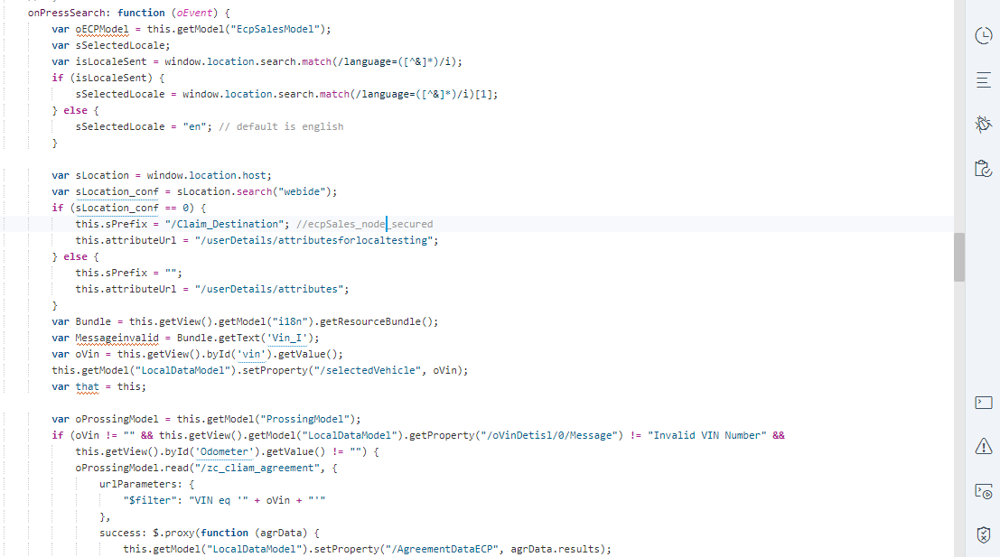 onPressSearch: function (oEvent) {
var oECPModel = this.getModel("EcpSalesModel");
var sSelectedLocale;
var isLocaleSent = window.location.search.match(/language=([^&]*)/i);
if (isLocaleSent) {
sSelectedLocale = window.location.search.match(/language=([^&]*)/i)[1];
} else {
sSelectedLocale = "en"; // default is english
}
var sLocation = window.location.host;
var sLocation_conf = sLocation.search("webide");
if (sLocation_conf == 0) {
this.sPrefix = "/Claim_Destination"; //ecpSales_node_secured
this.attributeUrl = "/userDetails/attributesforlocaltesting";
} else {
this.sPrefix = "";
this.attributeUrl = "/userDetails/attributes";
}
var Bundle = this.getView().getModel("i18n").getResourceBundle();
var Messageinvalid = Bundle.getText('Vin_I');
var oVin = this.getView().byId('vin').getValue();
this.getModel("LocalDataModel").setProperty("/selectedVehicle", oVin);
var that = this;
var oProssingModel = this.getModel("ProssingModel");
if (oVin != "" && this.getView().getModel("LocalDataModel").getProperty("/oVinDetisl/0/Message") != "Invalid VIN Number" &&
this.getView().byId('Odometer').getValue() != "") {
oProssingModel.read("/zc_cliam_agreement", {
urlParameters: {
"$filter": "VIN eq '" + oVin + "'"
},
success: $.proxy(function (agrData) {
this.getModel("LocalDataModel").setProperty("/AgreementDataECP", agrData.results);